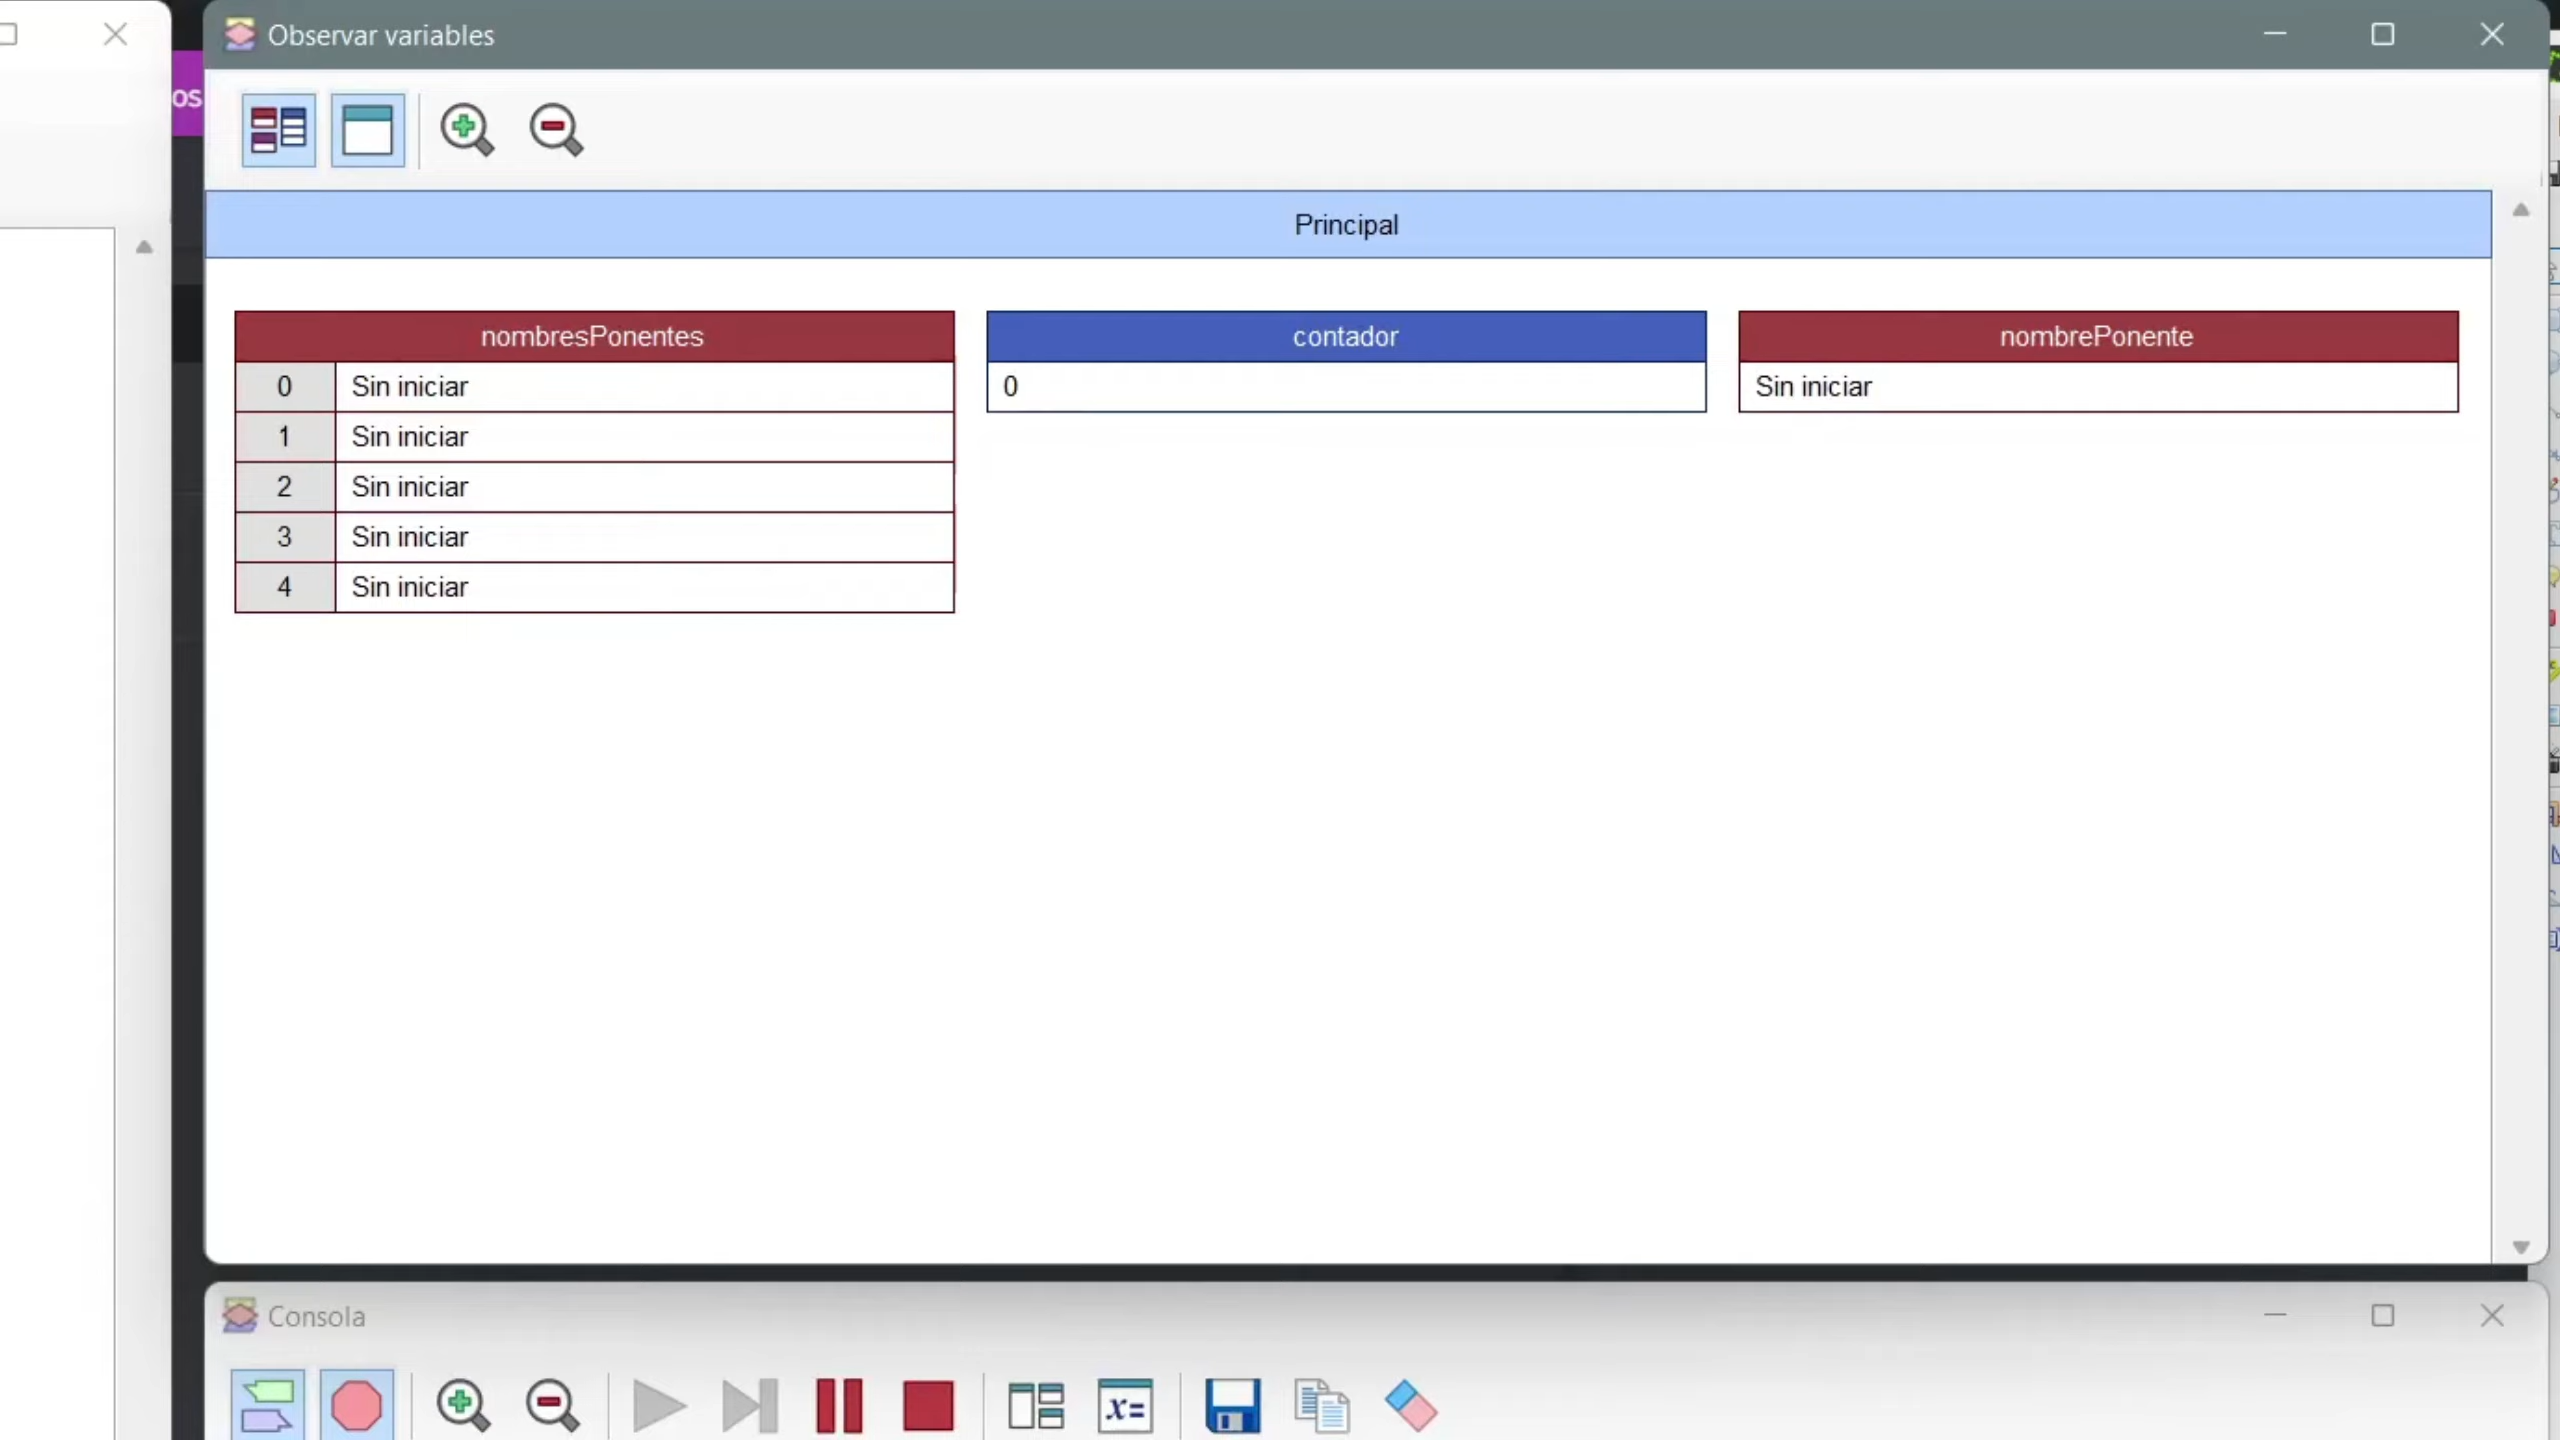 Observar variables
os
Principal
nombresPonentes
0 Sin iniciar
1 Sin iniciar
2 Sin iniciar
3 Sin iniciar
4 Sin iniciar
contador
0
nombrePonente
Sin iniciar
Consola
x=